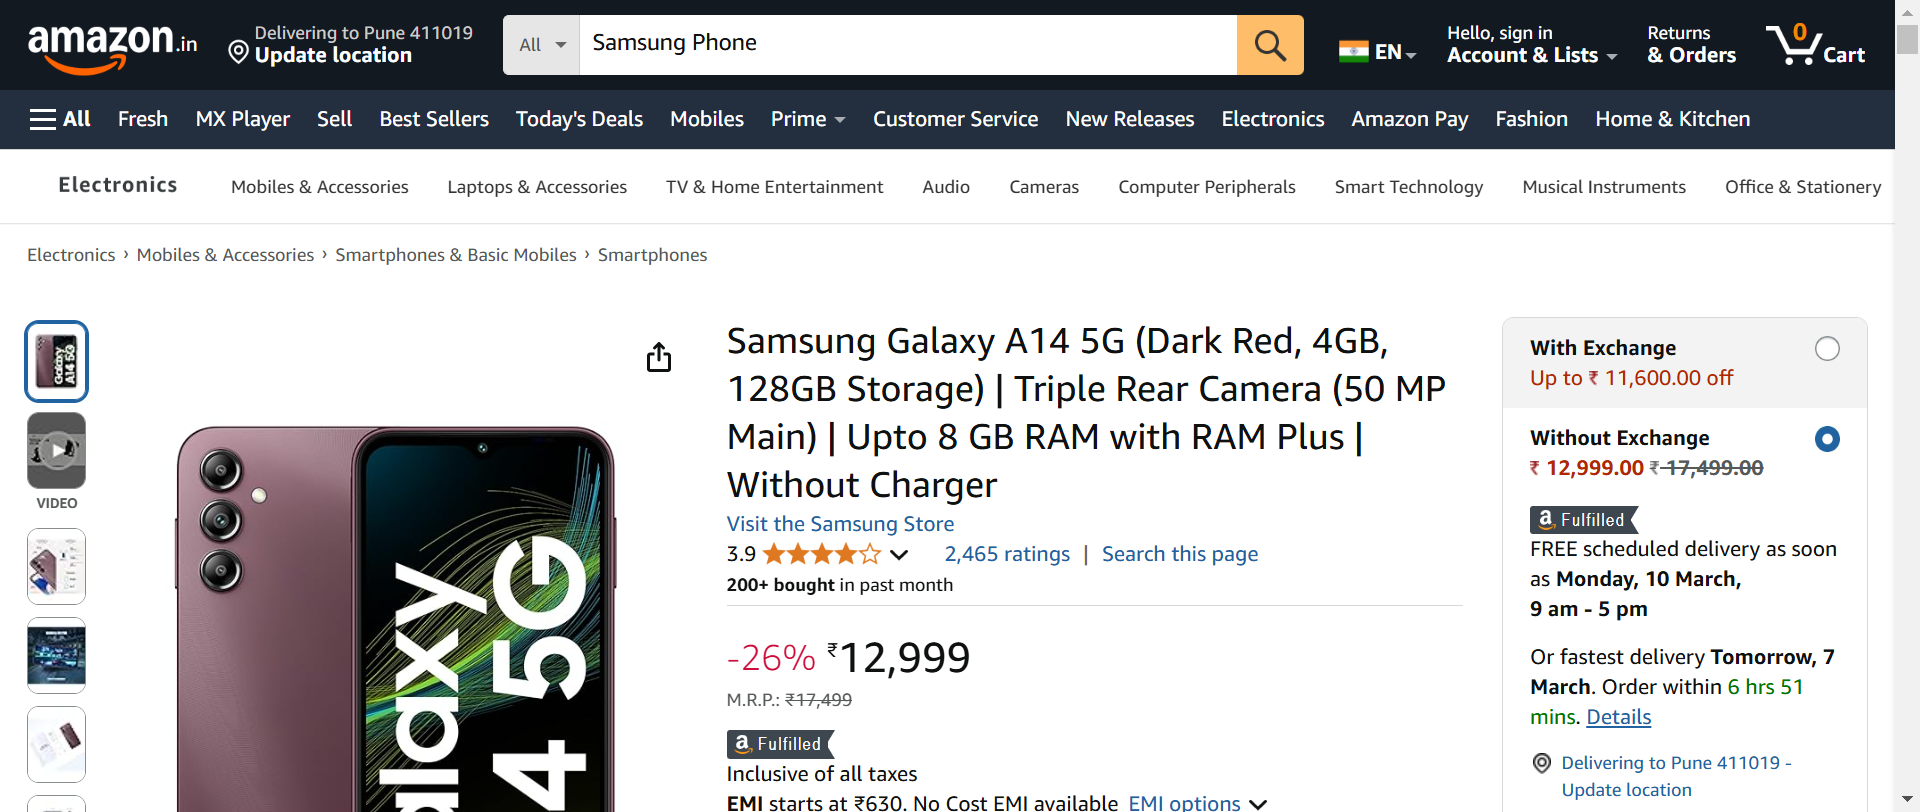 amazon.in
Delivering to Pune 411019
Update location
All
Samsung Phone
EN
Hello, sign in
Account & Lists
Returns
& Orders
0
Cart
All
Fresh
MX Player
Sell
Best Sellers
Today's Deals
Mobiles
Prime
Customer Service
New Releases
Electronics
Amazon Pay
Fashion
Home & Kitchen
Electronics
Mobiles & Accessories
Laptops & Accessories
TV & Home Entertainment
Audio
Cameras
Computer Peripherals
Smart Technology
Musical Instruments
Office & Stationery
Electronics › Mobiles & Accessories › Smartphones & Basic Mobiles › Smartphones
Galaxy
A14 5G
VIDEO
alaxy
4 5G
Samsung Galaxy A14 5G (Dark Red, 4GB,
128GB Storage) | Triple Rear Camera (50 MP
Main) | Upto 8 GB RAM with RAM Plus |
Without Charger
Visit the Samsung Store
3.9
2,465 ratings | Search this page
200+ bought in past month
-26% ₹12,999
M.R.P.: ₹17,499
a Fulfilled
Inclusive of all taxes
EMI starts at ₹630. No Cost EMI available EMI options
With Exchange
Up to ₹ 11,600.00 off
Without Exchange
₹ 12,999.00 ₹ 17,499.00
a Fulfilled
FREE scheduled delivery as soon
as Monday, 10 March,
9 am - 5 pm
Or fastest delivery Tomorrow, 7
March. Order within 6 hrs 51
mins. Details
Delivering to Pune 411019 -
Update location